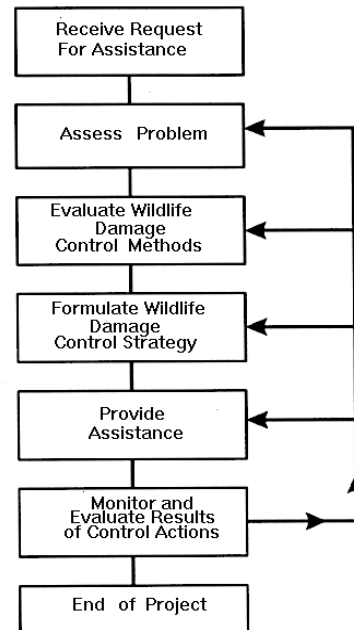 Receive Request
For Assistance
Assess Problem
Evaluate Wildlife
Damage
Control Methods
Formulate Wildlife
Damage
Control Strategy
Provide
Assistance
Monitor and
Evaluate Results
of Control Actions
End of Project